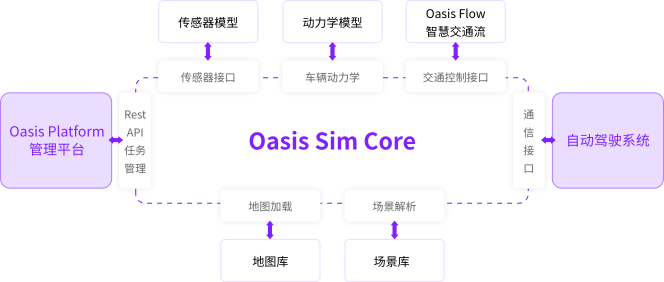 传感器模型
动力学模型
Oasis Flow
智慧交通流
传感器接口
车辆动力学
交通控制接口
Oasis Platform
管理平台
Rest
API
任务
管理
Oasis Sim Core
通
信
接
口
自动驾驶系统
地图加载
场景解析
地图库
场景库